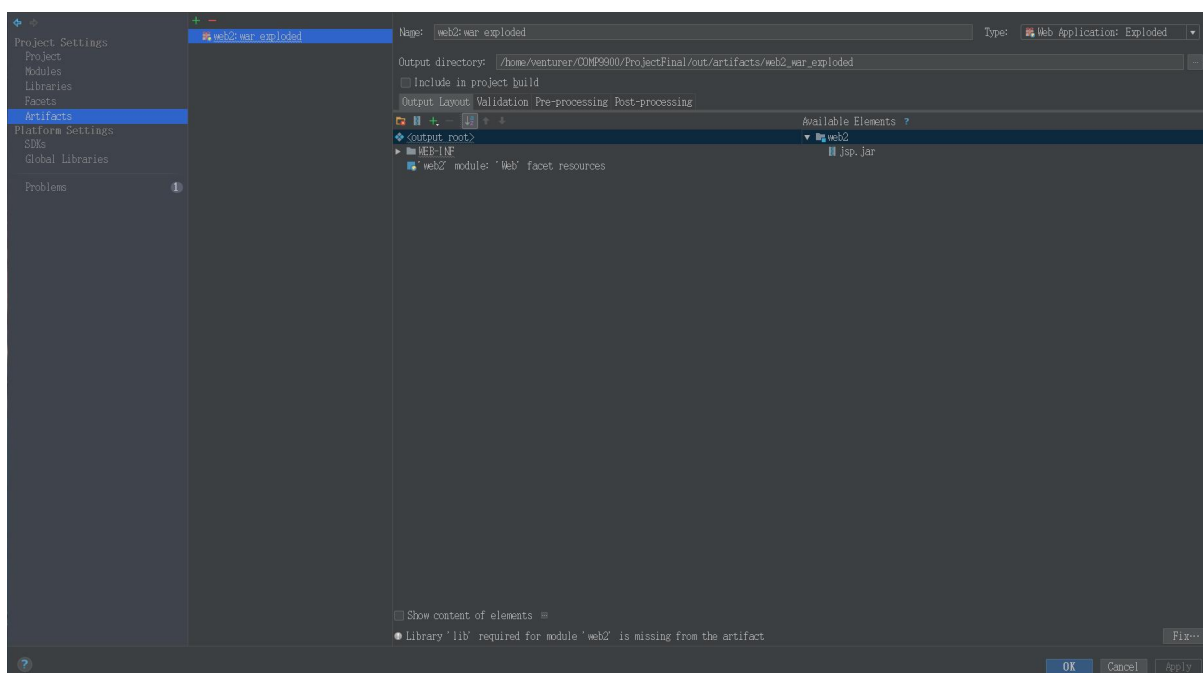 Project Settings
Project
Modules
Libraries
Facets
Artifacts
Platform Settings
SDKs
Global Libraries
Problems 1
web2:war exploded
Name: web2:war exploded Type: Web Application: Exploded
Output directory: /home/venturer/COMP9900/ProjectFinal/out/artifacts/web2_war_exploded
Include in project build
Output Layout Validation Pre-processing Post-processing
Available Elements ?
<output root> web2
WEB-INF jsp.jar
'web2' module: 'Web' facet resources
Show content of elements
Library 'lib' required for module 'web2' is missing from the artifact Fix...
? OK Cancel Apply